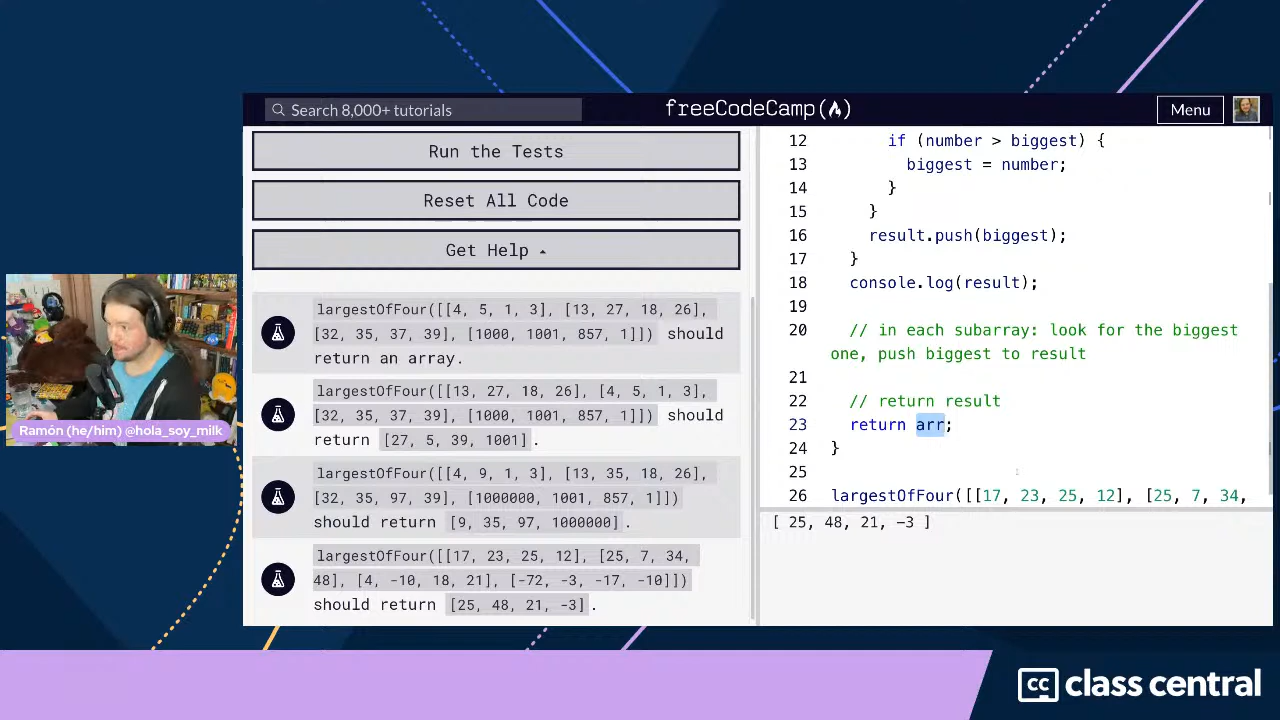 Search 8,000+ tutorials
freeCodeCamp
Menu
Run the Tests
Reset All Code
Get Help
largestOfFour([[4, 5, 1, 3], [13, 27, 18, 26],
[32, 35, 37, 39], [1000, 1001, 857, 1]]) should
return an array.
largestOfFour([[13, 27, 18, 26], [4, 5, 1, 3],
[32, 35, 37, 39], [1000, 1001, 857, 1]]) should
return [27, 5, 39, 1001].
largestOfFour([[4, 9, 1, 3], [13, 35, 18, 26],
[32, 35, 97, 39], [1000000, 1001, 857, 1]])
should return [9, 35, 97, 1000000].
largestOfFour([[17, 23, 25, 12], [25, 7, 34,
48], [4, -10, 18, 21], [-72, -3, -17, -10]])
should return [25, 48, 21, -3].
12 if (number > biggest) {
13 biggest = number;
14 }
15 }
16 result.push(biggest);
17 }
18 console.log(result);
19
20 // in each subarray: look for the biggest
one, push biggest to result
21
22 // return result
23 return arr;
24 }
25
26 largestOfFour([[17, 23, 25, 12], [25, 7, 34,
[ 25, 48, 21, -3 ]
Ramón (he/him) @hola_soy_milk
cc class central